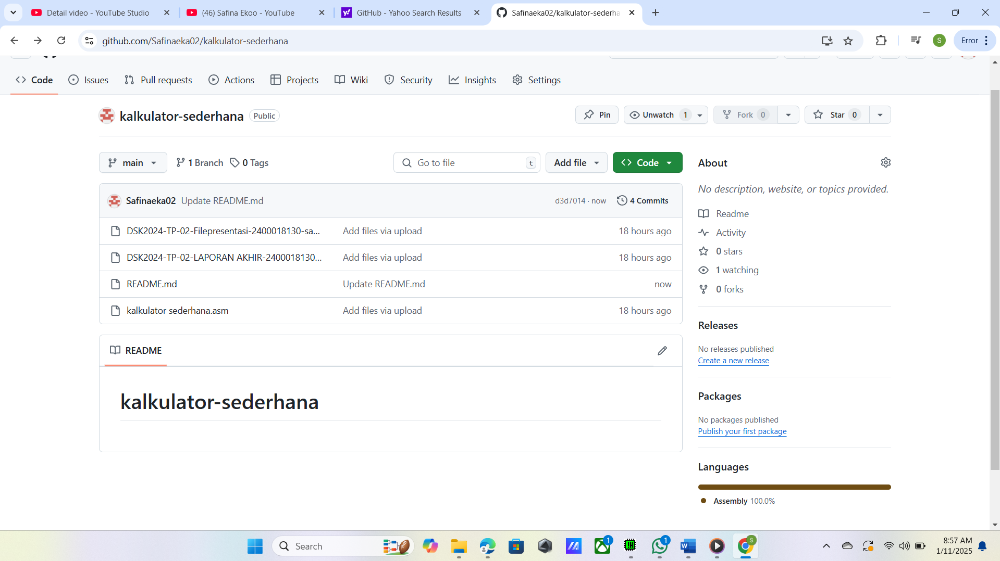 Detail video - YouTube Studio
(46) Safina Ekoo - YouTube
GitHub - Yahoo Search Results
Safinaeka02/kalkulator-sederha
github.com/Safinaeka02/kalkulator-sederhana
S
Error
Code
Issues
Pull requests
Actions
Projects
Wiki
Security
Insights
Settings
kalkulator-sederhana
Public
Pin
Unwatch 1
Fork 0
Star 0
main
1 Branch
0 Tags
Go to file
t
Add file
Code
Safinaeka02 Update README.md
d3d7014 · now
4 Commits
DSK2024-TP-02-Filepresentasi-2400018130-sa...
Add files via upload
18 hours ago
DSK2024-TP-02-LAPORAN AKHIR-2400018130...
Add files via upload
18 hours ago
README.md
Update README.md
now
kalkulator sederhana.asm
Add files via upload
18 hours ago
README
kalkulator-sederhana
About
No description, website, or topics provided.
Readme
Activity
0 stars
1 watching
0 forks
Releases
No releases published
Create a new release
Packages
No packages published
Publish your first package
Languages
Assembly 100.0%
Search
1
1
W
S
8:57 AM
1/11/2025